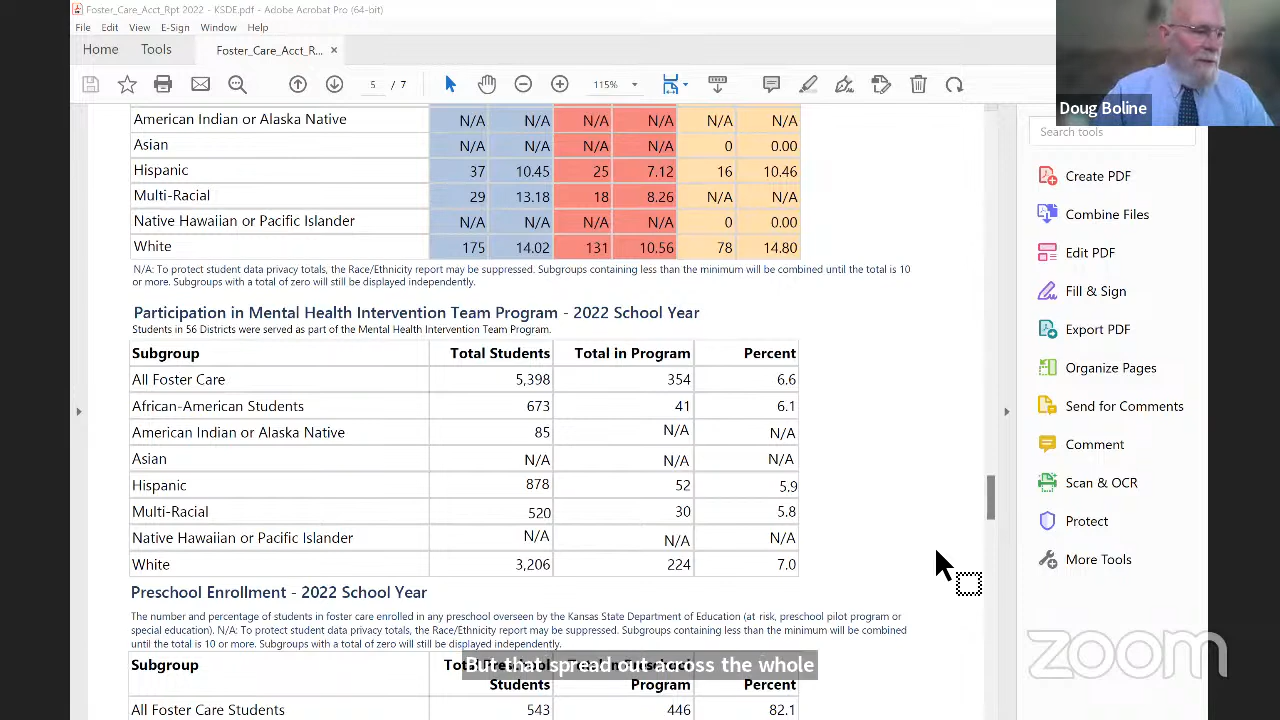 Foster_Care_Acct_Rpt 2022 - KSDE.pdf - Adobe Acrobat Pro (64-bit)
File Edit View E-Sign Window Help
Home Tools Foster_Care_Acct_R... ×
5 / 7 115%
Doug Boline
Search tools
American Indian or Alaska Native N/A N/A N/A N/A N/A N/A
Asian N/A N/A N/A N/A 0 0.00
Hispanic 37 10.45 25 7.12 16 10.46
Multi-Racial 29 13.18 18 8.26 N/A N/A
Native Hawaiian or Pacific Islander N/A N/A N/A N/A 0 0.00
White 175 14.02 131 10.56 78 14.80
N/A: To protect student data privacy totals, the Race/Ethnicity report may be suppressed. Subgroups containing less than the minimum will be combined until the total is 10
or more. Subgroups with a total of zero will still be displayed independently.
Participation in Mental Health Intervention Team Program - 2022 School Year
Students in 56 Districts were served as part of the Mental Health Intervention Team Program.
Subgroup Total Students Total in Program Percent
All Foster Care 5,398 354 6.6
African-American Students 673 41 6.1
American Indian or Alaska Native 85 N/A N/A
Asian N/A N/A N/A
Hispanic 878 52 5.9
Multi-Racial 520 30 5.8
Native Hawaiian or Pacific Islander N/A N/A N/A
White 3,206 224 7.0
Preschool Enrollment - 2022 School Year
The number and percentage of students in foster care enrolled in any preschool overseen by the Kansas State Department of Education (at risk, preschool pilot program or
special education). N/A: To protect student data privacy totals, the Race/Ethnicity report may be suppressed. Subgroups containing less than the minimum will be combined
until the total is 10 or more. Subgroups with a total of zero will still be displayed independently.
But that spread out across the whole
Subgroup
Students Program Percent
All Foster Care Students 543 446 82.1
Create PDF
Combine Files
Edit PDF
Fill & Sign
Export PDF
Organize Pages
Send for Comments
Comment
Scan & OCR
Protect
More Tools
zoom